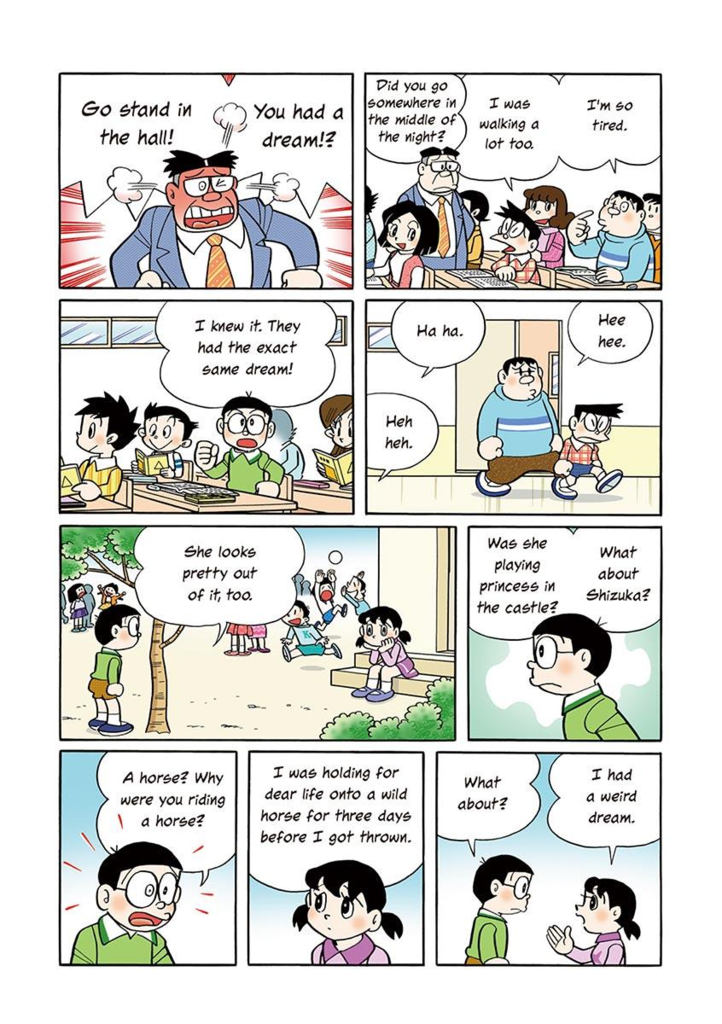 I'm so
tired.
I was
walking a
lot too.
Did you go
somewhere in
the middle of
the night?
You had a
dream!?
Go stand in
the hall!
Hee
hee.
Ha ha.
Heh
heh.
I knew it. They
had the exact
same dream!
What
about
Shizuka?
Was she
playing
princess in
the castle?
She looks
pretty out
of it, too.
K
I had
a weird
dream.
What
about?
I was holding for
dear life onto a wild
horse for three days
before I got thrown.
A horse? Why
were you riding
a horse?